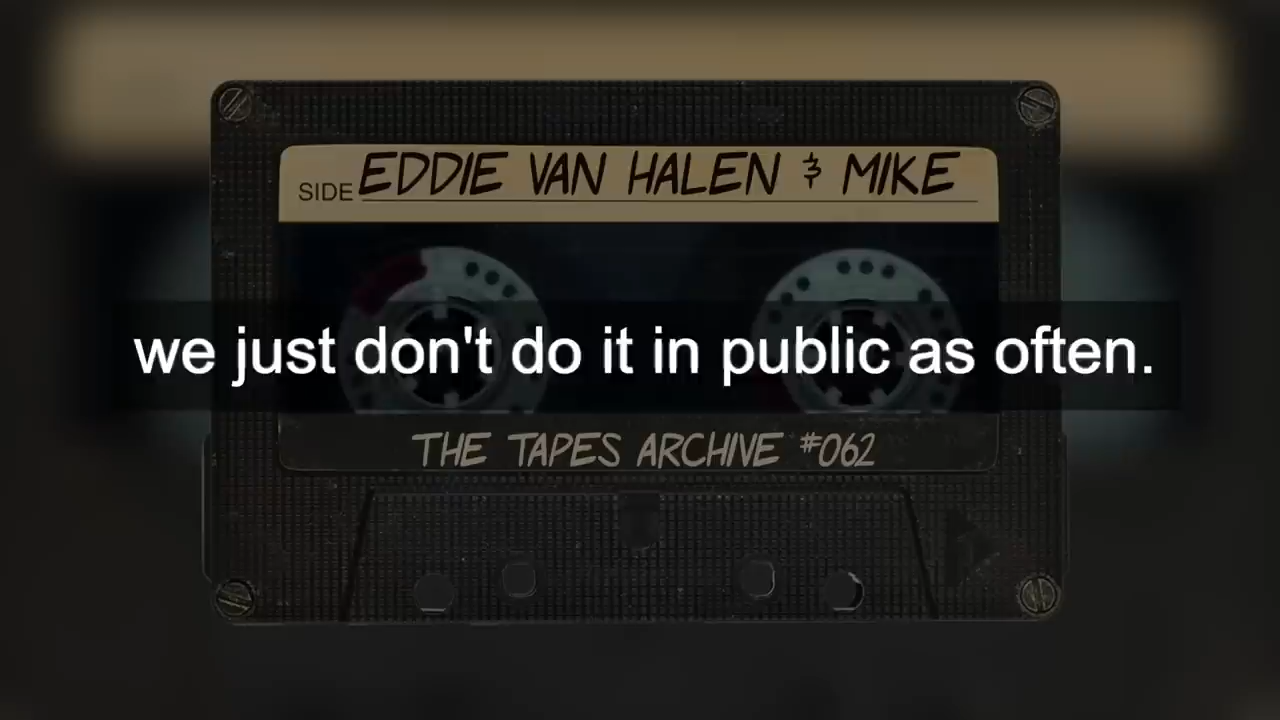 SIDE EDDIE VAN HALEN & MIKE
we just don't do it in public as often.
THE TAPES ARCHIVE #062